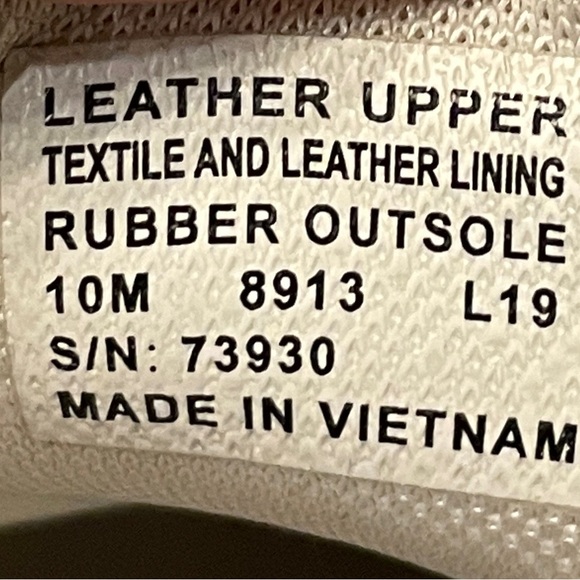 LEATHER UPPER
TEXTILE AND LEATHER LINING
RUBBER OUTSOLE
10M 8913 L19
S/N: 73930
MADE IN VIETNAM